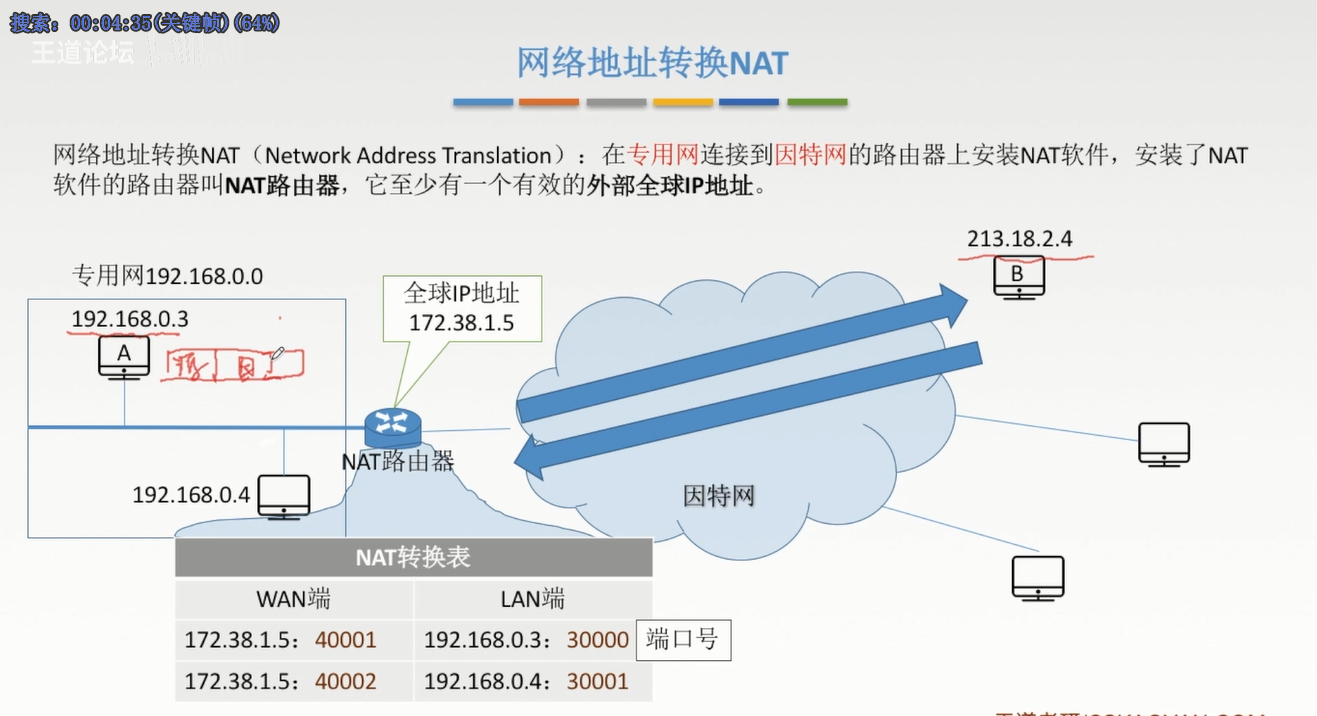 搜索：00:04:35(关键帧)(64%)
王道论坛
网络地址转换NAT
网络地址转换NAT（Network Address Translation）：在专用网连接到因特网的路由器上安装NAT软件，安装了NAT
软件的路由器叫NAT路由器，它至少有一个有效的外部全球IP地址。
213.18.2.4
B
专用网192.168.0.0
全球IP地址
172.38.1.5
192.168.0.3
A
NAT路由器
192.168.0.4
因特网
NAT转换表
WAN端 LAN端
172.38.1.5：40001 192.168.0.3：30000 端口号
172.38.1.5：40002 192.168.0.4：30001